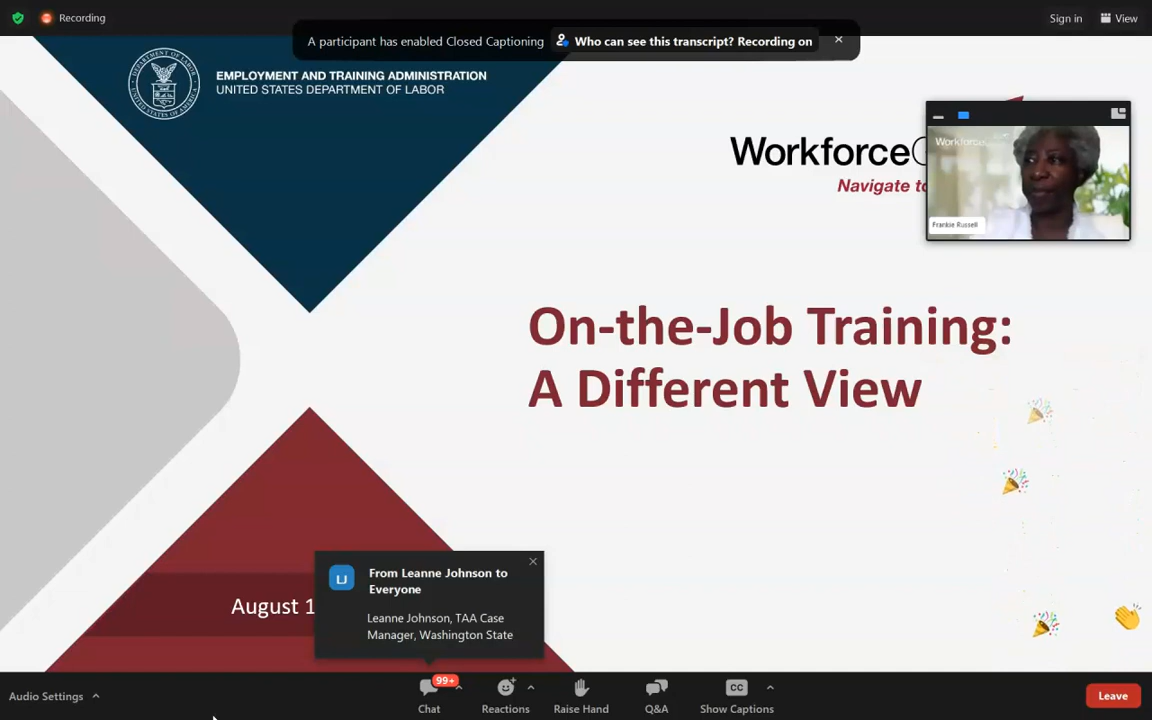 Recording
Sign in
View
A participant has enabled Closed Captioning
Who can see this transcript? Recording on
EMPLOYMENT AND TRAINING ADMINISTRATION
UNITED STATES DEPARTMENT OF LABOR
Workforce
Navigate
Workforce
Frankie Russell
On-the-Job Training:
A Different View
August
From Leanne Johnson to
Everyone
LJ
Leanne Johnson, TAA Case
Manager, Washington State
Audio Settings
99+
Chat
Reactions
Raise Hand
Q&A
CC
Show Captions
Leave